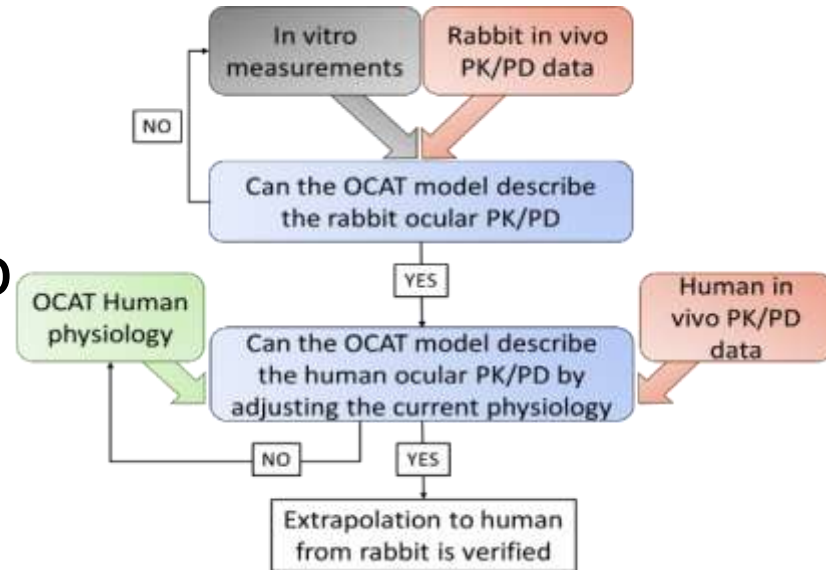 In vitro
measurements
Rabbit in vivo
PK/PD data
NO
Can the OCAT model describe
the rabbit ocular PK/PD
YES
OCAT Human
physiology
Human in
vivo PK/PD
data
Can the OCAT model describe
the human ocular PK/PD by
adjusting the current physiology
NO
YES
Extrapolation to human
from rabbit is verified